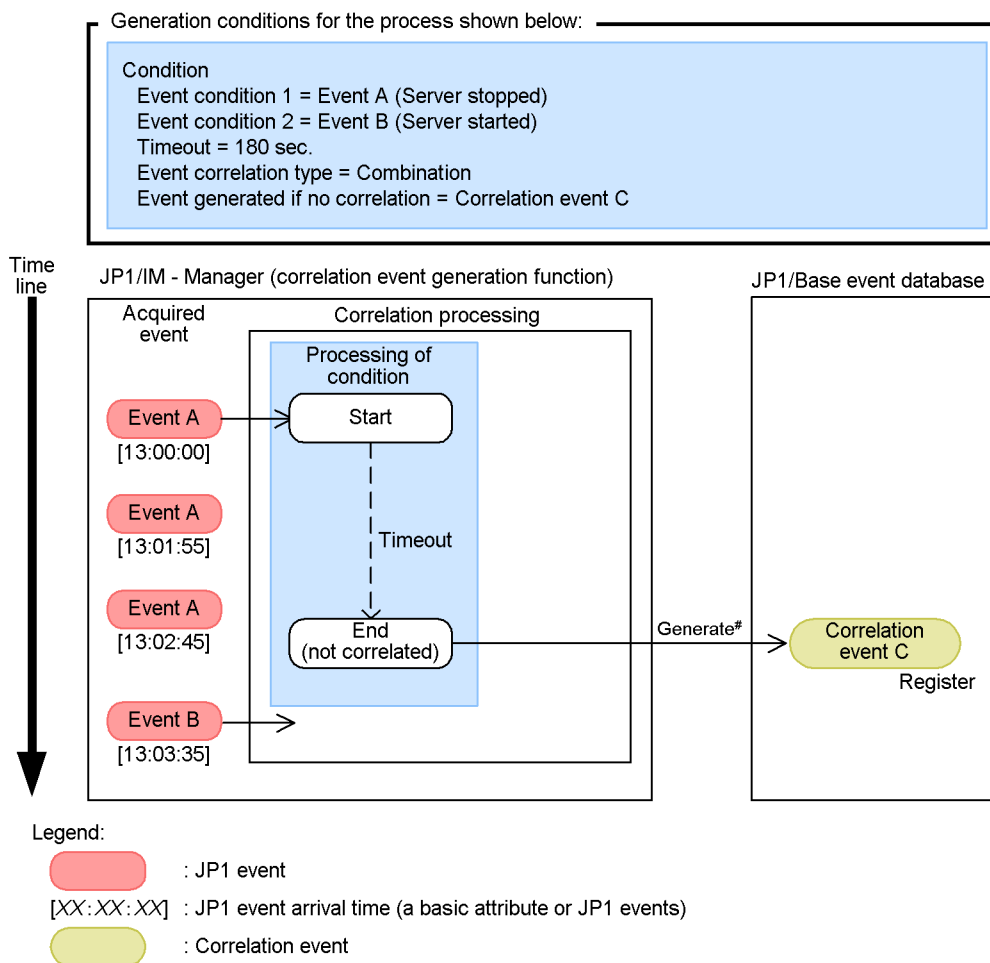 Generation conditions for the process shown below:
Condition
Event condition 1 = Event A (Server stopped)
Event condition 2 = Event B (Server started)
Timeout = 180 sec.
Event correlation type = Combination
Event generated if no correlation = Correlation event C
Time
line
JP1/IM - Manager (correlation event generation function)
JP1/Base event database
Acquired
event
Correlation processing
Processing of
condition
Event A
Start
[13:00:00]
Event A
[13:01:55]
Timeout
Event A
[13:02:45]
End
(not correlated)
Generate#
Correlation
event C
Register
Event B
[13:03:35]
Legend:
: JP1 event
[XX:XX:XX] : JP1 event arrival time (a basic attribute or JP1 events)
: Correlation event